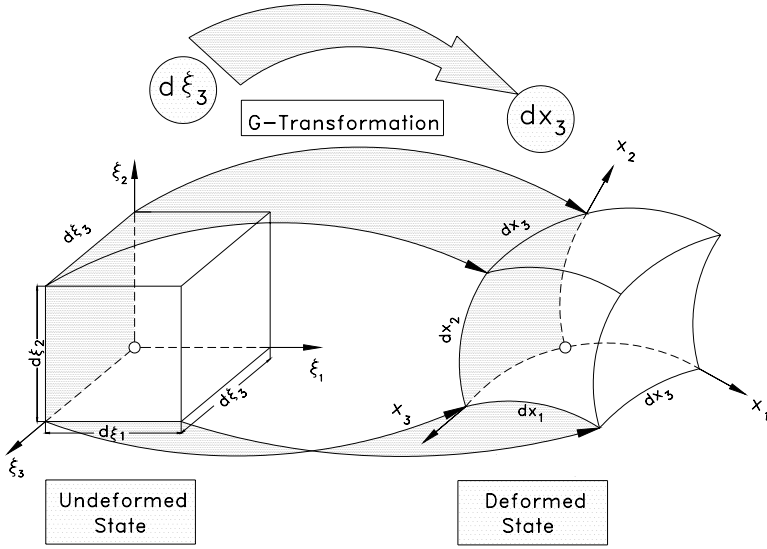 d ξ₃
dx₃
G-Transformation
x₂
ξ₂
dξ₃
dx₃
dξ₂
dx₂
ξ₁
dξ₃
x₃
dx₁
dx₃
x₁
dξ₁
ξ₃
Undeformed
State
Deformed
State